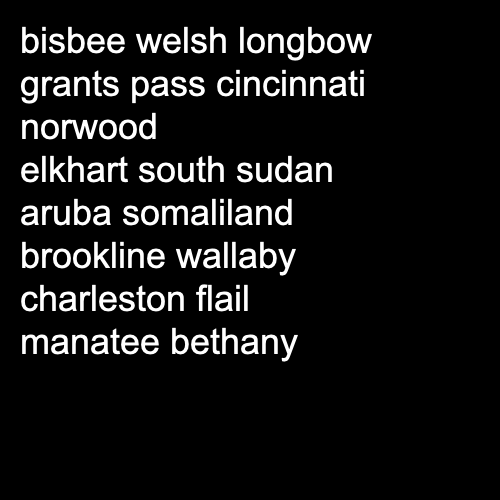 bisbee welsh longbow
grants pass cincinnati
norwood
elkhart south sudan
aruba somaliland
brookline wallaby
charleston flail
manatee bethany